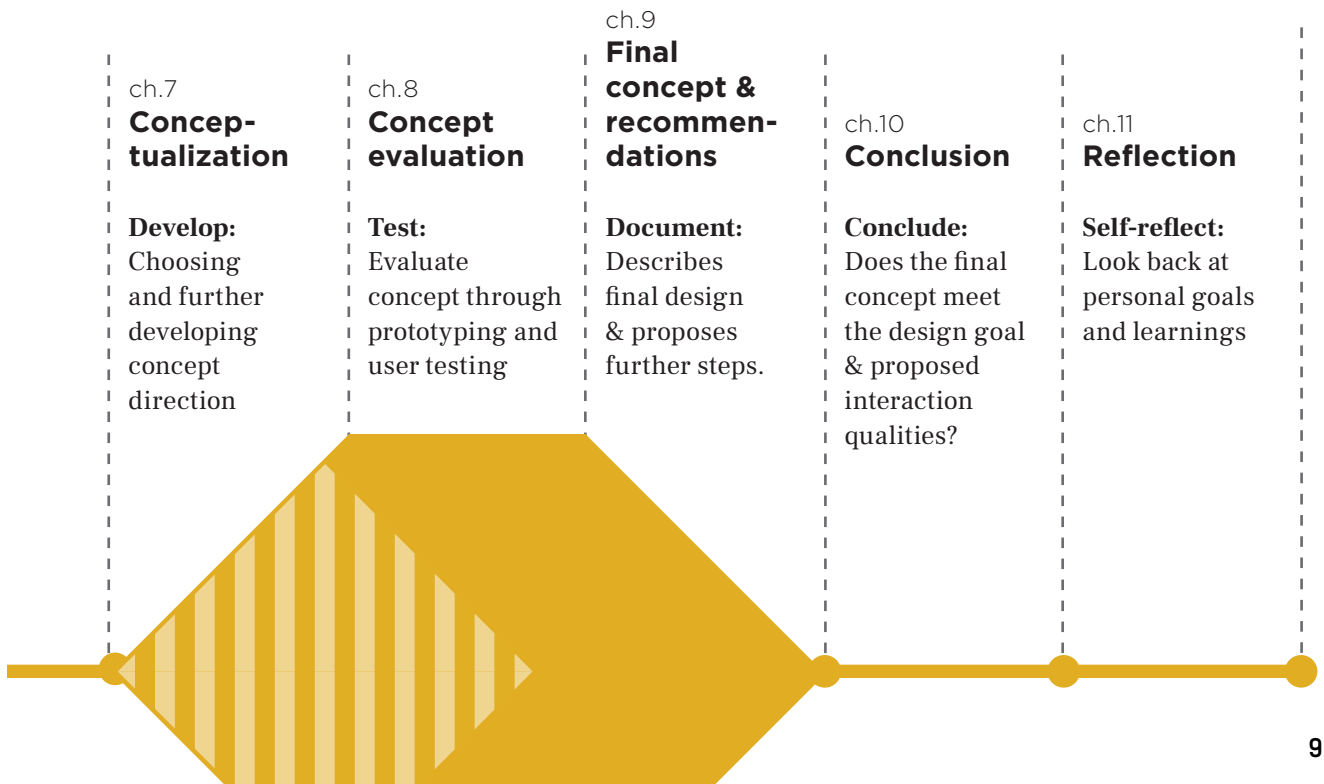 ch.7
Concep-
tualization
Develop:
Choosing
and further
developing
concept
direction
ch.8
Concept
evaluation
Test:
Evaluate
concept through
prototyping and
user testing
ch.9
Final
concept &
recommen-
dations
Document:
Describes
final design
& proposes
further steps.
ch.10
Conclusion
Conclude:
Does the final
concept meet
the design goal
& proposed
interaction
qualities?
ch.11
Reflection
Self-reflect:
Look back at
personal goals
and learnings
9